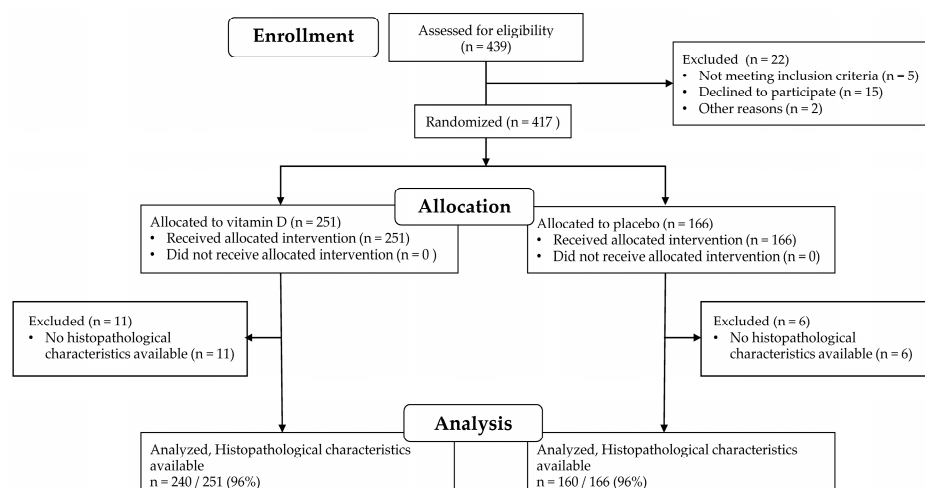 Enrollment
Assessed for eligibility
(n = 439)
Excluded (n = 22)
• Not meeting inclusion criteria (n = 5)
• Declined to participate (n = 15)
• Other reasons (n = 2)
Randomized (n = 417 )
Allocation
Allocated to vitamin D (n = 251)
• Received allocated intervention (n = 251)
• Did not receive allocated intervention (n = 0 )
Allocated to placebo (n = 166)
• Received allocated intervention (n = 166)
• Did not receive allocated intervention (n = 0)
Excluded (n = 11)
• No histopathological
characteristics available (n = 11)
Excluded (n = 6)
• No histopathological
characteristics available (n = 6)
Analysis
Analyzed, Histopathological characteristics
available
n = 240 / 251 (96%)
Analyzed, Histopathological characteristics
available
n = 160 / 166 (96%)